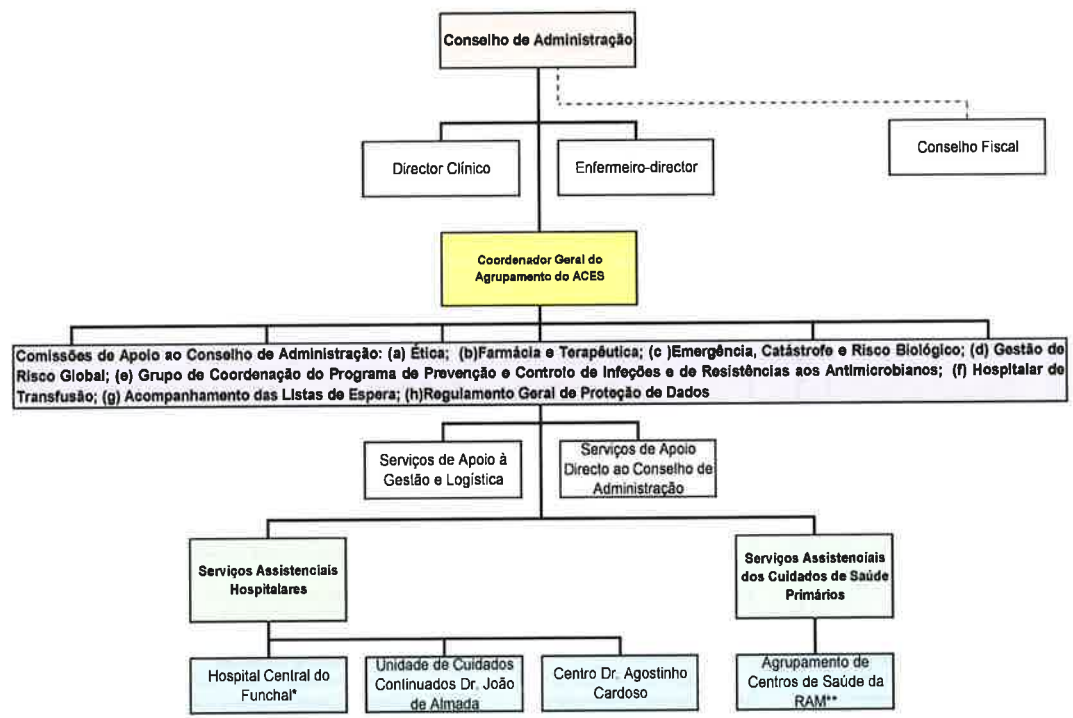 Conselho de Administração
Conselho Fiscal
Director Clínico
Enfermeiro-director
Coordenador Geral do
Agrupamento do ACES
Comissões de Apoio ao Conselho de Administração: (a) Ética; (b)Farmácia e Terapêutica; (c )Emergência, Catástrofe e Risco Biológico; (d) Gestão de
Risco Global; (e) Grupo de Coordenação do Programa de Prevenção e Controlo de Infeções e de Resistências aos Antimicrobianos; (f) Hospitalar de
Transfusão; (g) Acompanhamento das Listas de Espera; (h)Regulamento Geral de Proteção de Dados
Serviços de Apoio à
Gestão e Logística
Serviços de Apoio
Directo ao Conselho de
Administração
Serviços Assistenciais
Hospitalares
Serviços Assistenciais
dos Cuidados de Saúde
Primários
Hospital Central do
Funchal*
Unidade de Cuidados
Continuados Dr. João
de Almada
Centro Dr. Agostinho
Cardoso
Agrupamento de
Centros de Saúde da
RAM**